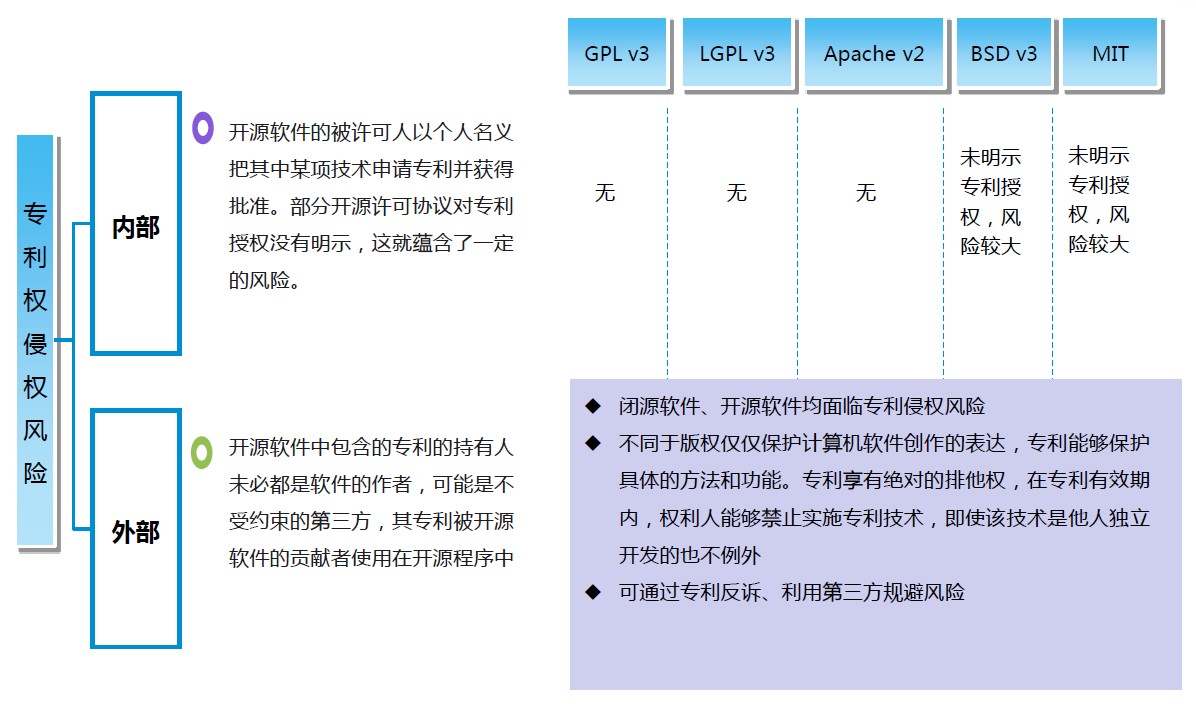 专利权侵权风险
内部
开源软件的被许可人以个人名义
把其中某项技术申请专利并获得
批准。部分开源许可协议对专利
授权没有明示，这就蕴含了一定
的风险。
外部
开源软件中包含的专利的持有人
未必都是软件的作者，可能是不
受约束的第三方，其专利被开源
软件的贡献者使用在开源程序中
GPL v3
LGPL v3
Apache v2
BSD v3
MIT
无
无
无
未明示
专利授
权，风
险较大
未明示
专利授
权，风
险较大
◆ 闭源软件、开源软件均面临专利侵权风险
◆ 不同于版权仅仅保护计算机软件创作的表达，专利能够保护
具体的方法和功能。专利享有绝对的排他权，在专利有效期
内，权利人能够禁止实施专利技术，即使该技术是他人独立
开发的也不例外
◆ 可通过专利反诉、利用第三方规避风险